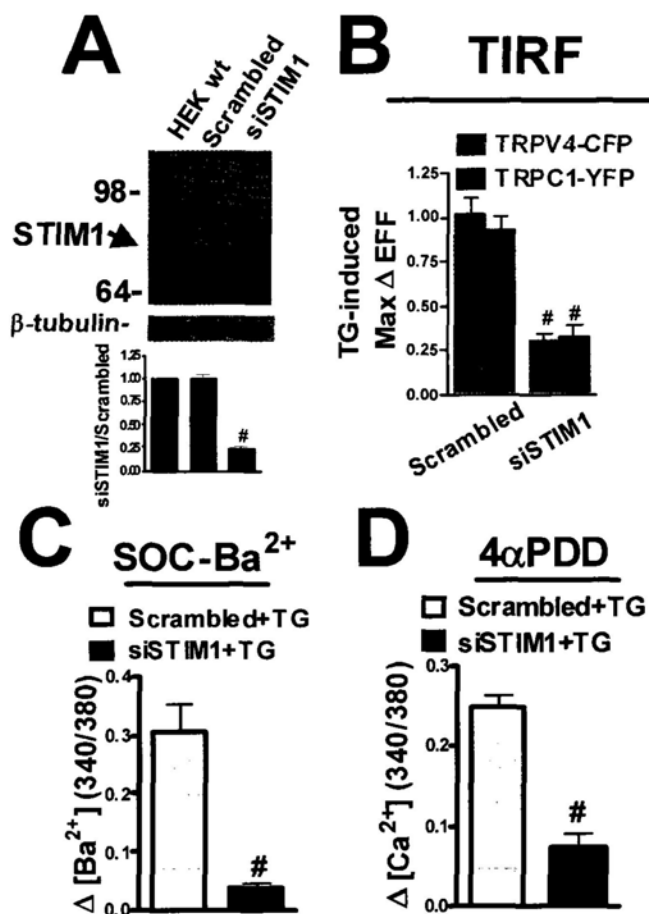 A
HEK wt
Scrambled
siSTIM1
98-
STIM1
64-
β-tubulin-
siSTIM1/Scrambled
1.25
1.00
0.75
0.50
0.25
0.00
#
B
TIRF
TRPV4-CFP
TRPC1-YFP
TG-induced
Max Δ EFF
1.25
1.00
0.75
0.50
0.25
0.00
# #
Scrambled
siSTIM1
C
SOC-Ba²⁺
Scrambled+TG
siSTIM1+TG
Δ [Ba²⁺] (340/380)
0.4
0.3
0.2
0.1
0.0
#
D
4αPDD
Scrambled+TG
siSTIM1+TG
Δ [Ca²⁺] (340/380)
0.3
0.2
0.1
0.0
#